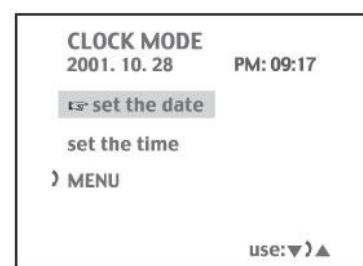 CLOCK MODE
2001. 10. 28 PM: 09:17
☞ set the date
set the time
MENU
use:▼▲